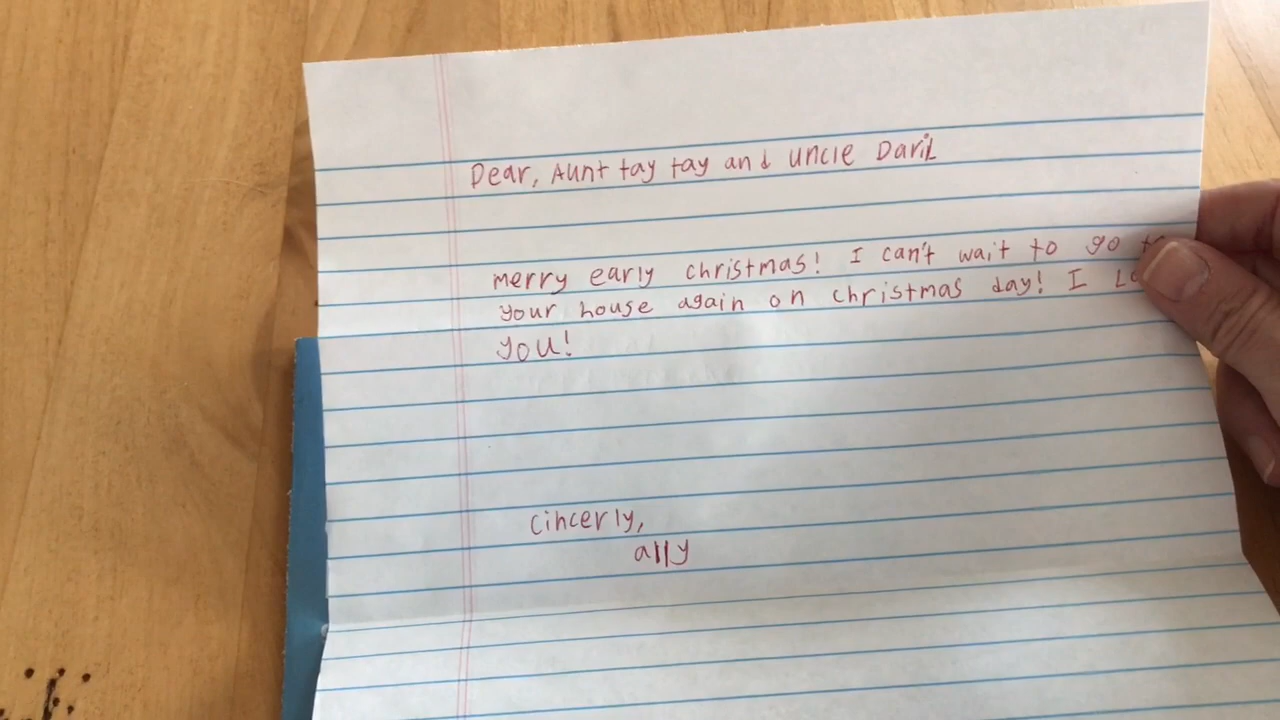 Dear, Aunt tay tay and uncle Daril
merry early christmas! I can't wait to go
your house again on christmas day! I
you!
cincerly,
ally